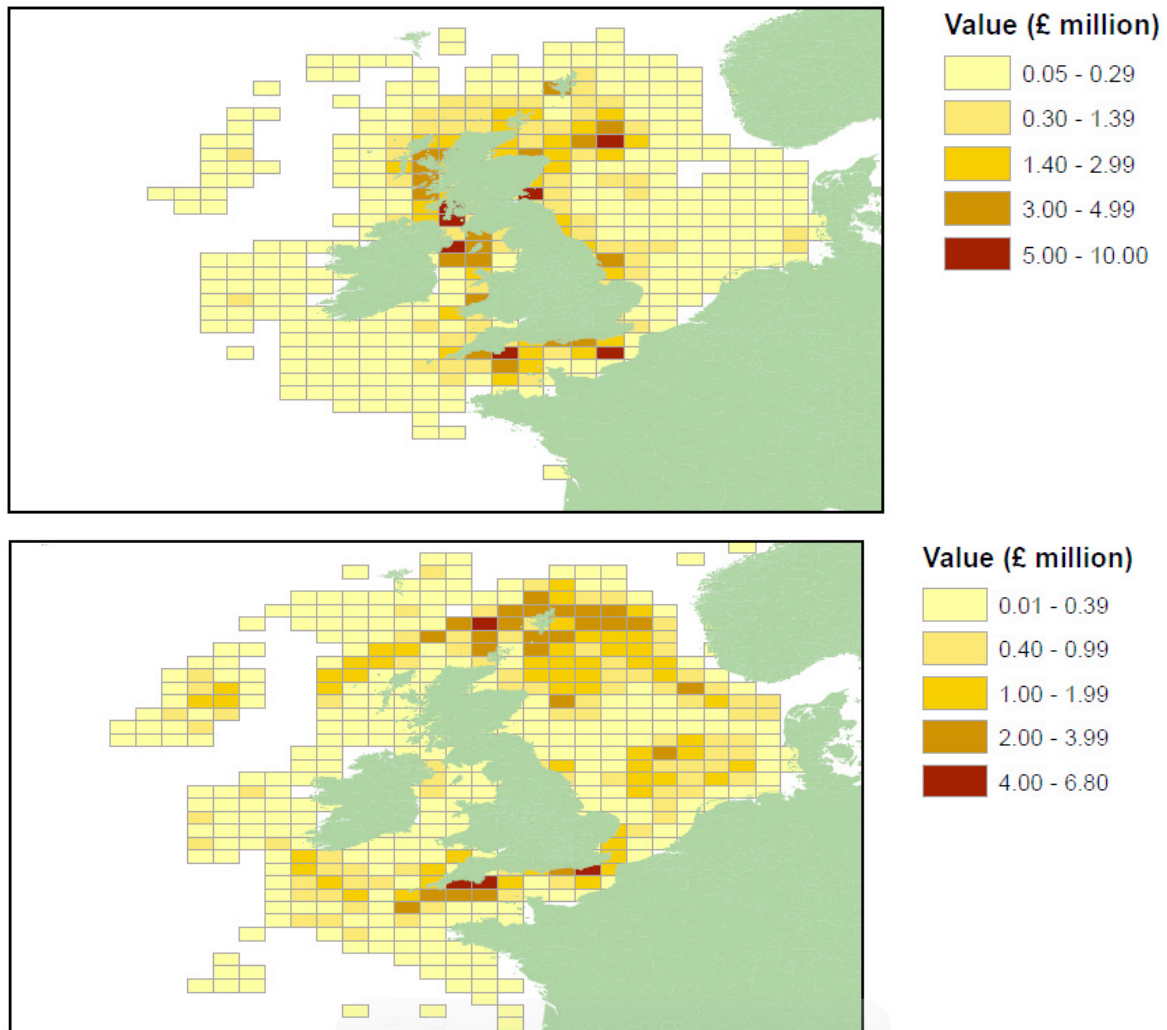 Value (£ million)
0.05 - 0.29
0.30 - 1.39
1.40 - 2.99
3.00 - 4.99
5.00 - 10.00
Value (£ million)
0.01 - 0.39
0.40 - 0.99
1.00 - 1.99
2.00 - 3.99
4.00 - 6.80